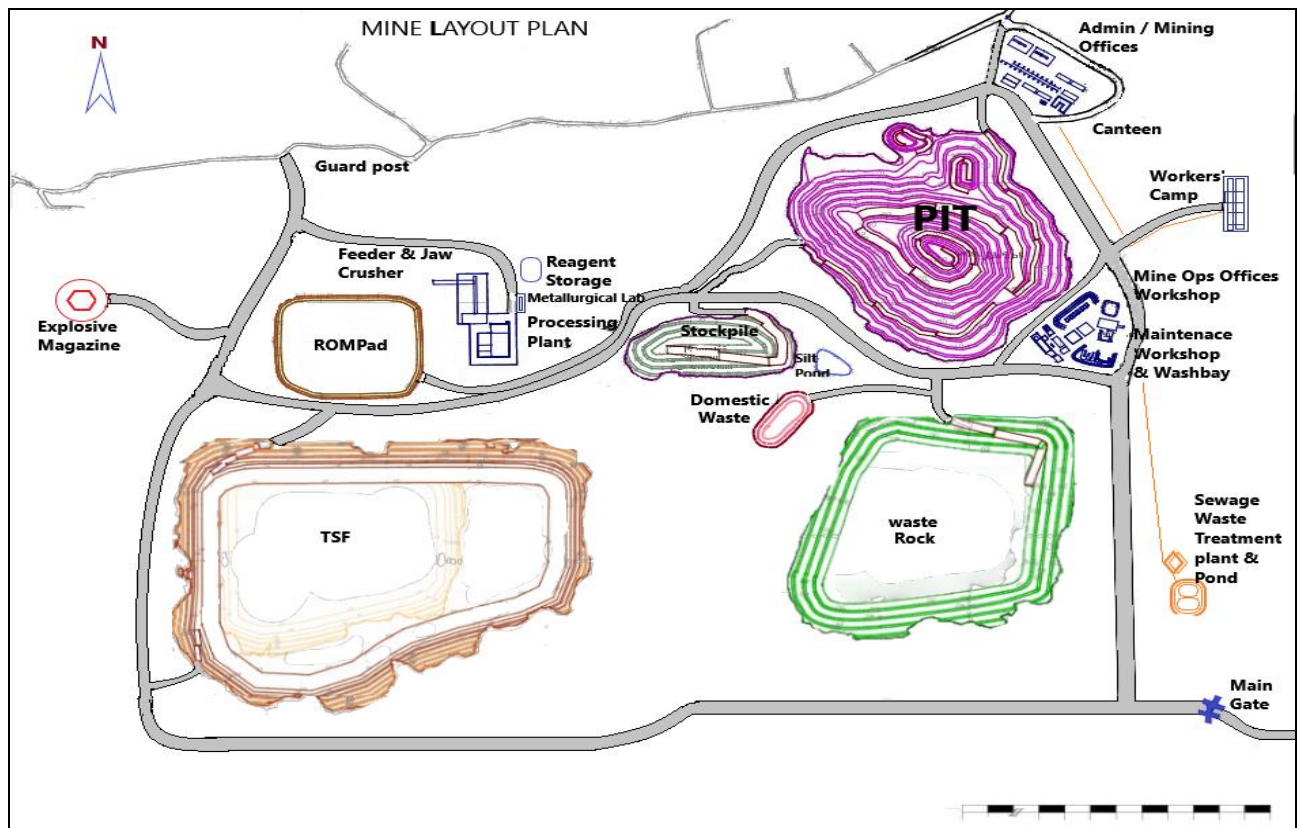 MINE LAYOUT PLAN
N
Admin / Mining
Offices
Canteen
Guard post
Workers'
Camp
PIT
Feeder & Jaw
Crusher
Reagent
Storage
Metallurgical Lab
Processing
Plant
Explosive
Magazine
ROMPad
Stockpile
Silt
Pond
Mine Ops Offices
Workshop
Maintenace
Workshop
& Washbay
Domestic
Waste
TSF
waste
Rock
Sewage
Waste
Treatment
plant &
Pond
Main
Gate